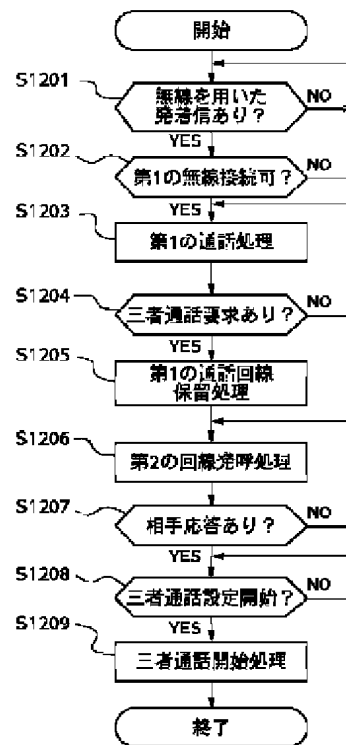 開始
S1201
無線を用いた
発着信あり？
NO
YES
S1202
第1の無線接続可？
NO
YES
S1203
第1の通話処理
S1204
三者通話要求あり？
NO
YES
S1205
第1の通話回線
保留処理
S1206
第2の回線発呼処理
S1207
相手応答あり？
NO
YES
S1208
三者通話設定開始？
NO
YES
S1209
三者通話開始処理
終了